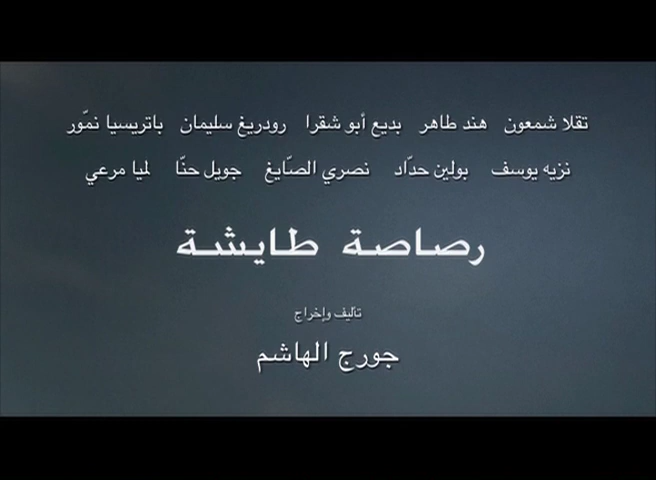 تقلا شمعون هند طاهر بديع أبو شقرا رودريغ سليمان باتريسيا نمّور
نزيه يوسف بولين حدّاد نصري الصّايغ جويل حنّا لميا مرعي
رصاصة طايشة
تأليف وإخراج
جورج الهاشم